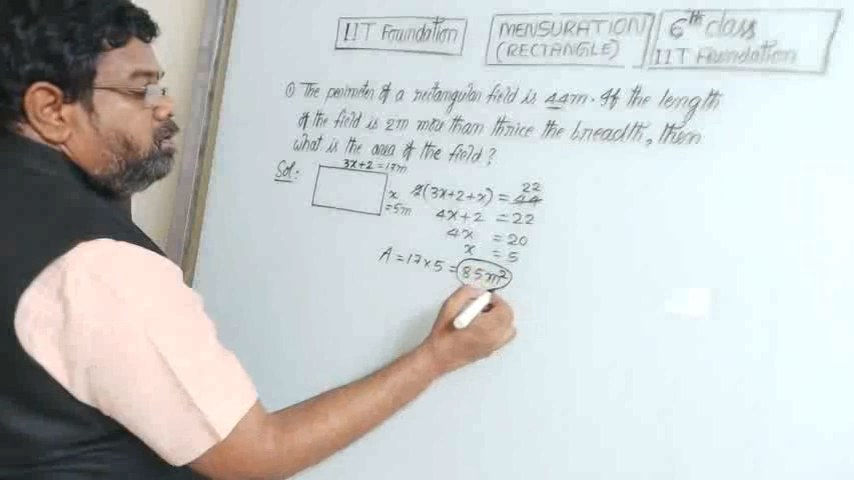 IIT Foundation
MENSURATION
(RECTANGLE)
6th class
IIT Foundation
① The perimeter of a rectangular field is 44m. If the length
of the field is 2m more than thrice the breadth, then
what is the area of the field?
Sol:
3x+2 = 17m
x
= 5m
2(3x+2+x) = 44
22
4x+2 = 22
4x = 20
x = 5
A = 17×5 = 85m²